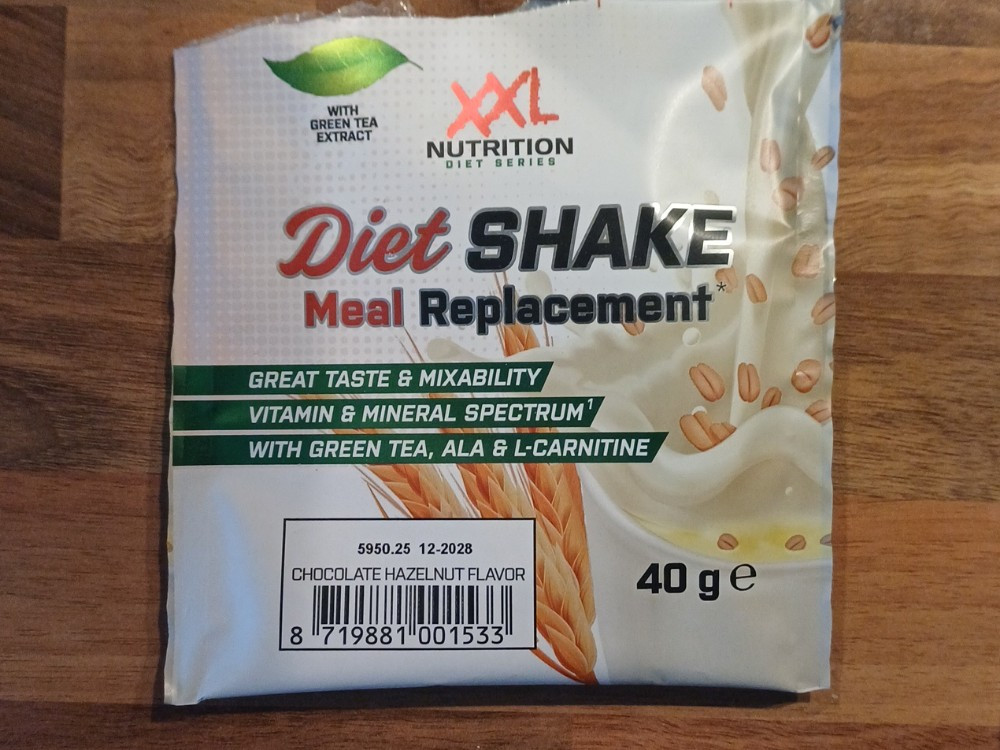 WITH
GREEN TEA
EXTRACT
XXL
NUTRITION
DIET SERIES
Diet SHAKE
Meal Replacement*
GREAT TASTE & MIXABILITY
VITAMIN & MINERAL SPECTRUM¹
WITH GREEN TEA, ALA & L-CARNITINE
5950.25 12-2028
CHOCOLATE HAZELNUT FLAVOR
8 719881 001533
40 g e